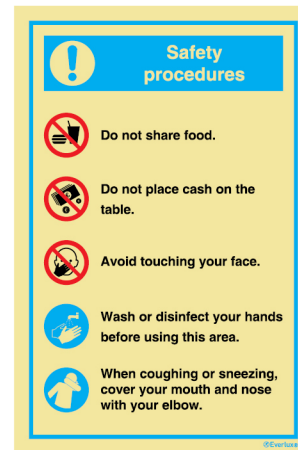 Safety
procedures
Do not share food.
Do not place cash on the
table.
Avoid touching your face.
Wash or disinfect your hands
before using this area.
When coughing or sneezing,
cover your mouth and nose
with your elbow.
©Everlux®